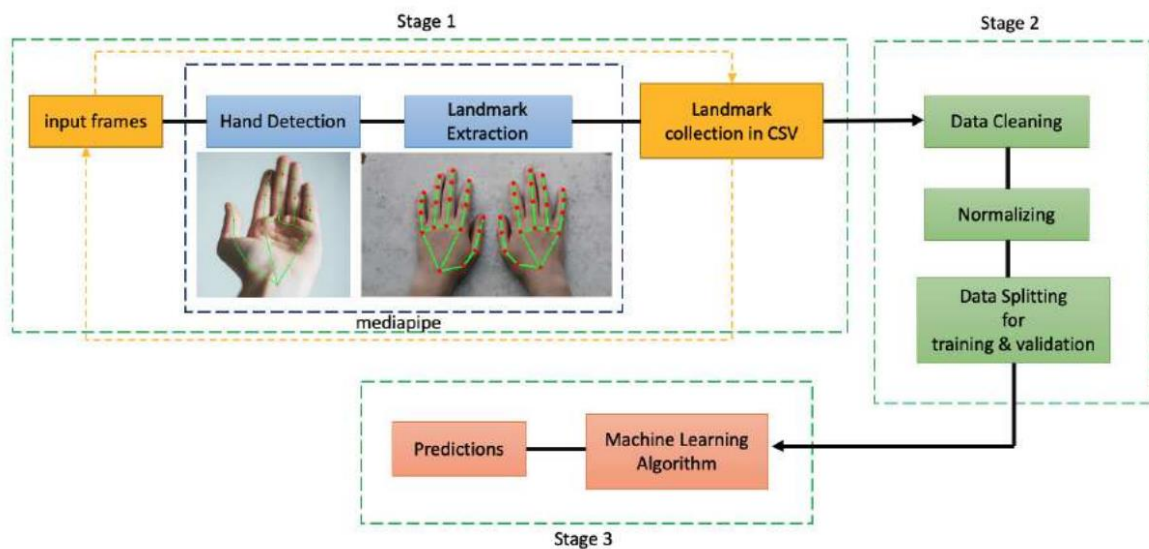 Stage 1
Stage 2
input frames
Hand Detection
Landmark
Extraction
Landmark
collection in CSV
Data Cleaning
Normalizing
Data Splitting
for
training & validation
mediapipe
Predictions
Machine Learning
Algorithm
Stage 3